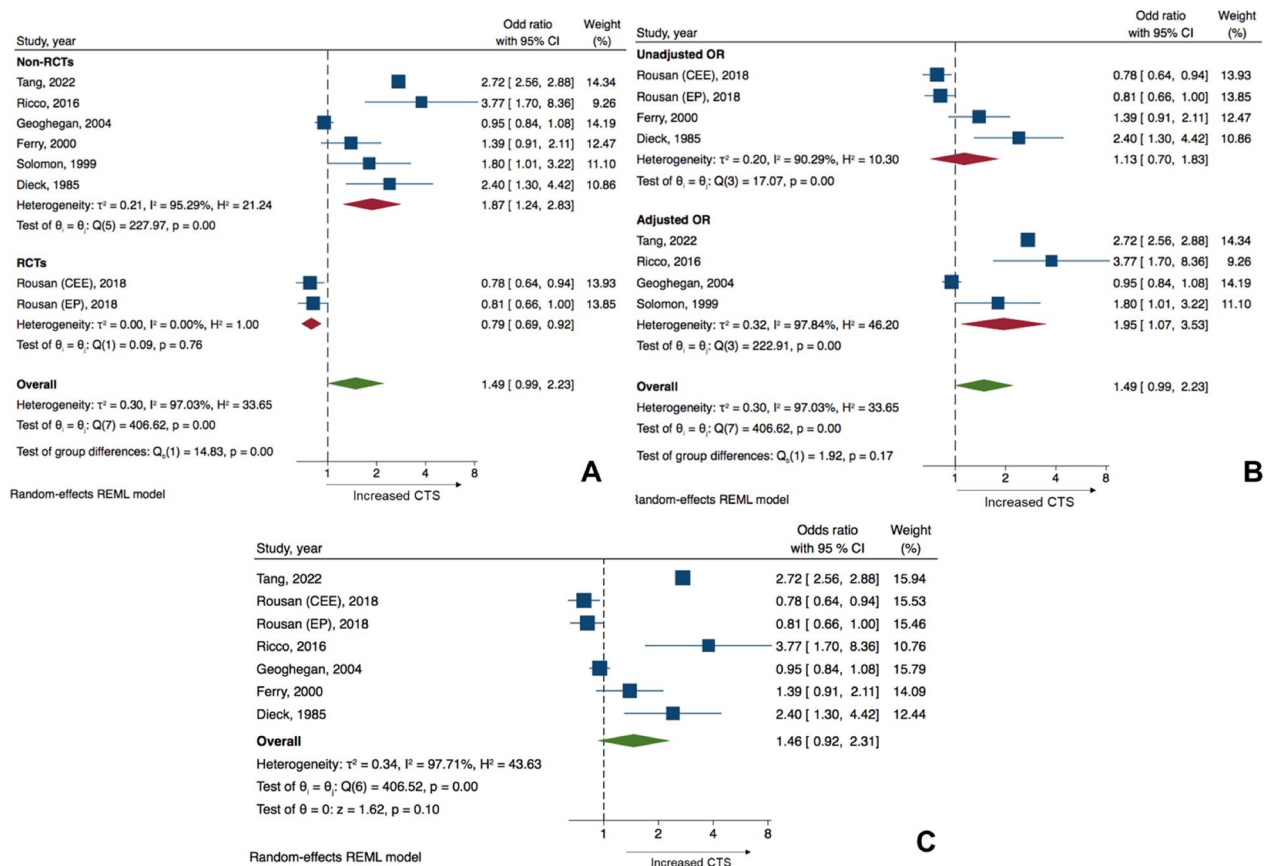 Odd ratio Weight
Study, year with 95% CI (%)
Non-RCTs
Tang, 2022 2.72 [ 2.56, 2.88] 14.34
Ricco, 2016 3.77 [ 1.70, 8.36] 9.26
Geoghegan, 2004 0.95 [ 0.84, 1.08] 14.19
Ferry, 2000 1.39 [ 0.91, 2.11] 12.47
Solomon, 1999 1.80 [ 1.01, 3.22] 11.10
Dieck, 1985 2.40 [ 1.30, 4.42] 10.86
Heterogeneity: τ² = 0.21, I² = 95.29%, H² = 21.24 1.87 [ 1.24, 2.83]
Test of θᵢ = θⱼ: Q(5) = 227.97, p = 0.00
RCTs
Rousan (CEE), 2018 0.78 [ 0.64, 0.94] 13.93
Rousan (EP), 2018 0.81 [ 0.66, 1.00] 13.85
Heterogeneity: τ² = 0.00, I² = 0.00%, H² = 1.00 0.79 [ 0.69, 0.92]
Test of θᵢ = θⱼ: Q(1) = 0.09, p = 0.76
Overall 1.49 [ 0.99, 2.23]
Heterogeneity: τ² = 0.30, I² = 97.03%, H² = 33.65
Test of θᵢ = θⱼ: Q(7) = 406.62, p = 0.00
Test of group differences: Qb(1) = 14.83, p = 0.00
1 2 4 8
Increased CTS
Random-effects REML model
A
Odd ratio Weight
Study, year with 95% CI (%)
Unadjusted OR
Rousan (CEE), 2018 0.78 [ 0.64, 0.94] 13.93
Rousan (EP), 2018 0.81 [ 0.66, 1.00] 13.85
Ferry, 2000 1.39 [ 0.91, 2.11] 12.47
Dieck, 1985 2.40 [ 1.30, 4.42] 10.86
Heterogeneity: τ² = 0.20, I² = 90.29%, H² = 10.30 1.13 [ 0.70, 1.83]
Test of θᵢ = θⱼ: Q(3) = 17.07, p = 0.00
Adjusted OR
Tang, 2022 2.72 [ 2.56, 2.88] 14.34
Ricco, 2016 3.77 [ 1.70, 8.36] 9.26
Geoghegan, 2004 0.95 [ 0.84, 1.08] 14.19
Solomon, 1999 1.80 [ 1.01, 3.22] 11.10
Heterogeneity: τ² = 0.32, I² = 97.84%, H² = 46.20 1.95 [ 1.07, 3.53]
Test of θᵢ = θⱼ: Q(3) = 222.91, p = 0.00
Overall 1.49 [ 0.99, 2.23]
Heterogeneity: τ² = 0.30, I² = 97.03%, H² = 33.65
Test of θᵢ = θⱼ: Q(7) = 406.62, p = 0.00
Test of group differences: Qb(1) = 1.92, p = 0.17
1 2 4 8
Increased CTS
Random-effects REML model
B
Odds ratio Weight
Study, year with 95 % CI (%)
Tang, 2022 2.72 [ 2.56, 2.88] 15.94
Rousan (CEE), 2018 0.78 [ 0.64, 0.94] 15.53
Rousan (EP), 2018 0.81 [ 0.66, 1.00] 15.46
Ricco, 2016 3.77 [ 1.70, 8.36] 10.76
Geoghegan, 2004 0.95 [ 0.84, 1.08] 15.79
Ferry, 2000 1.39 [ 0.91, 2.11] 14.09
Dieck, 1985 2.40 [ 1.30, 4.42] 12.44
Overall 1.46 [ 0.92, 2.31]
Heterogeneity: τ² = 0.34, I² = 97.71%, H² = 43.63
Test of θᵢ = θⱼ: Q(6) = 406.52, p = 0.00
Test of θ = 0: z = 1.62, p = 0.10
1 2 4 8
Increased CTS
Random-effects REML model
C